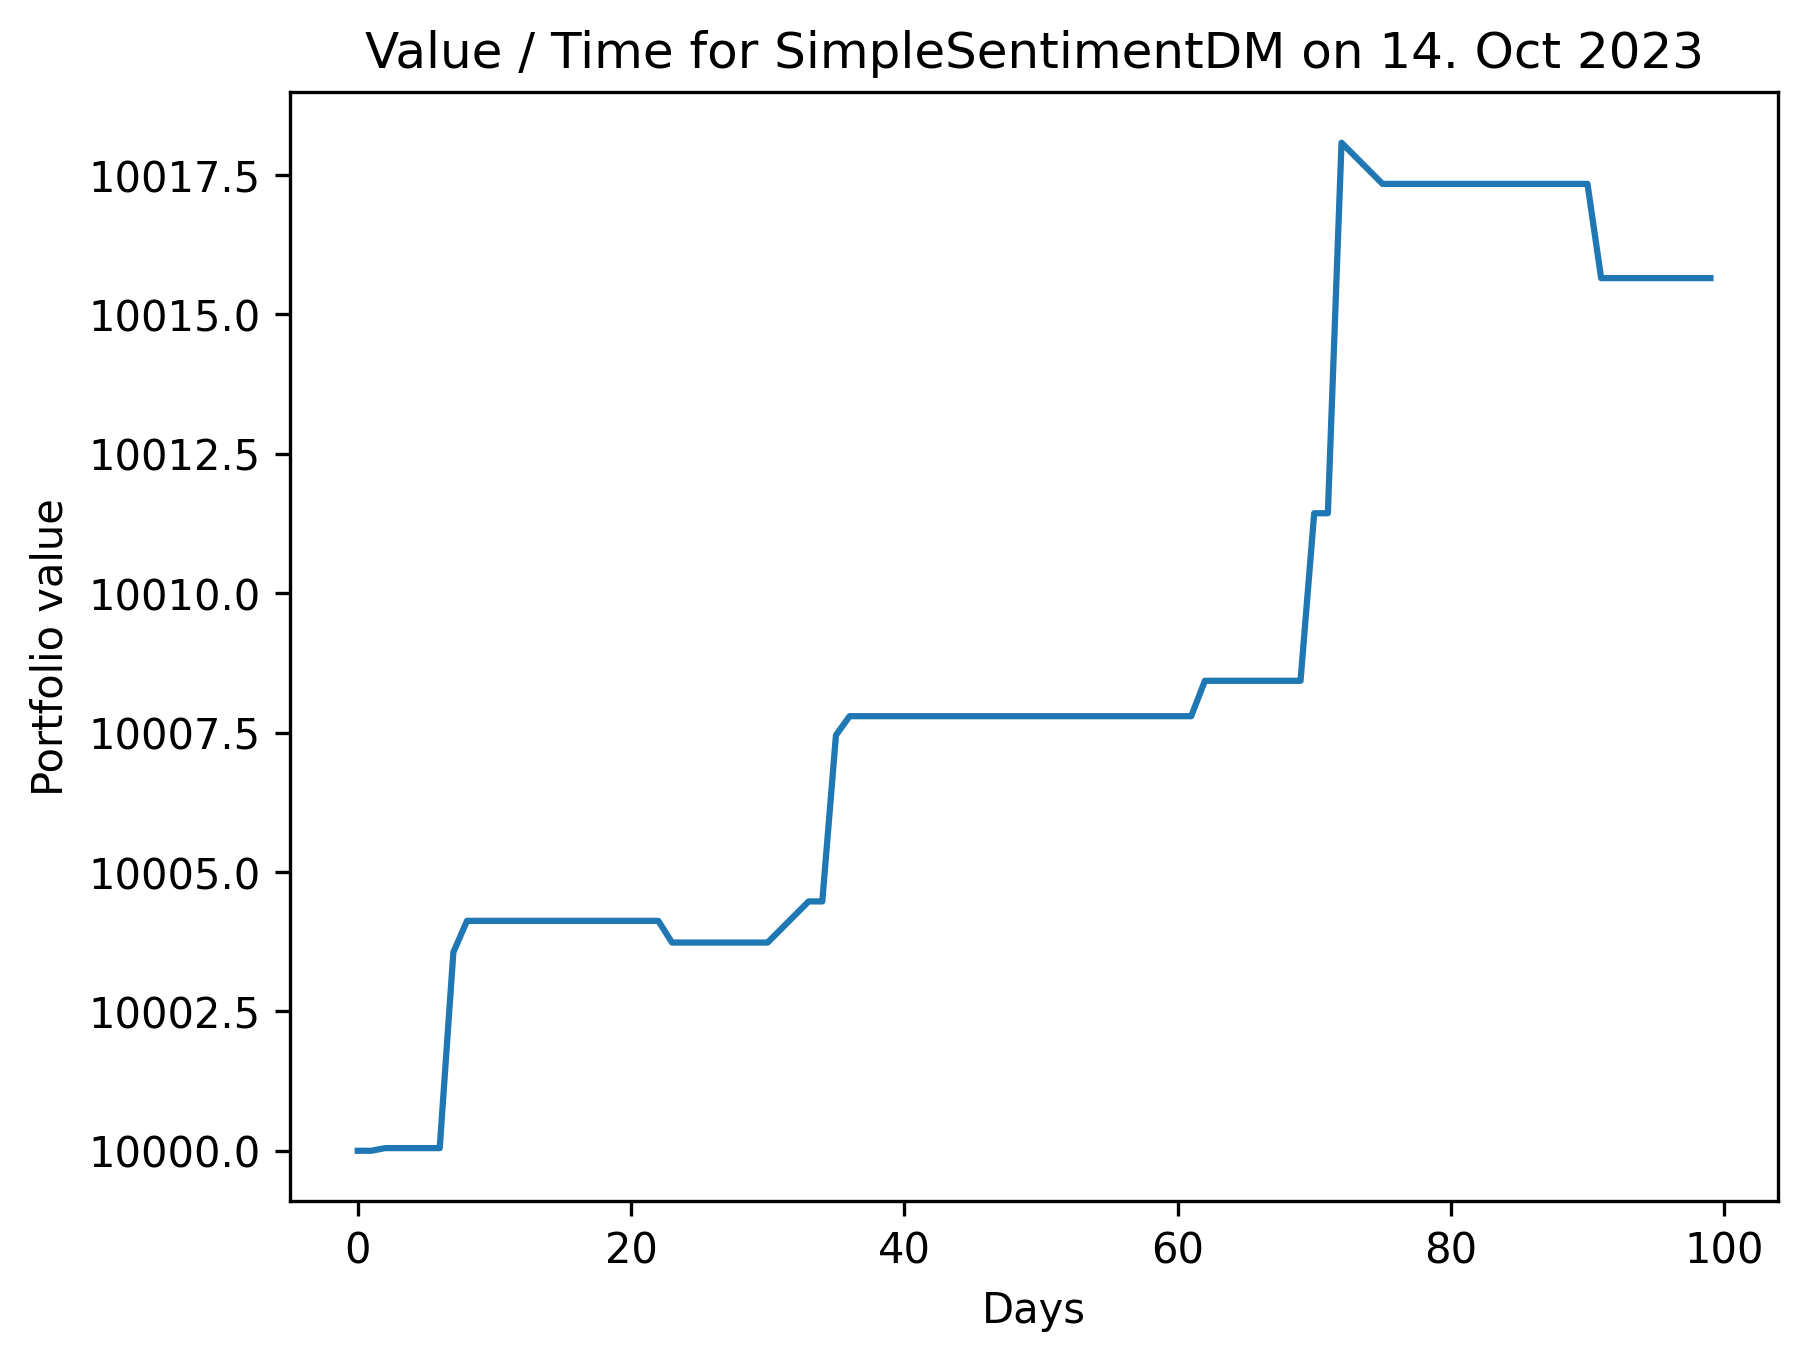 Value / Time for SimpleSentimentDM on 14. Oct 2023
10017.5
10015.0
10012.5
10010.0
10007.5
10005.0
10002.5
10000.0
Portfolio value
0 20 40 60 80 100
Days